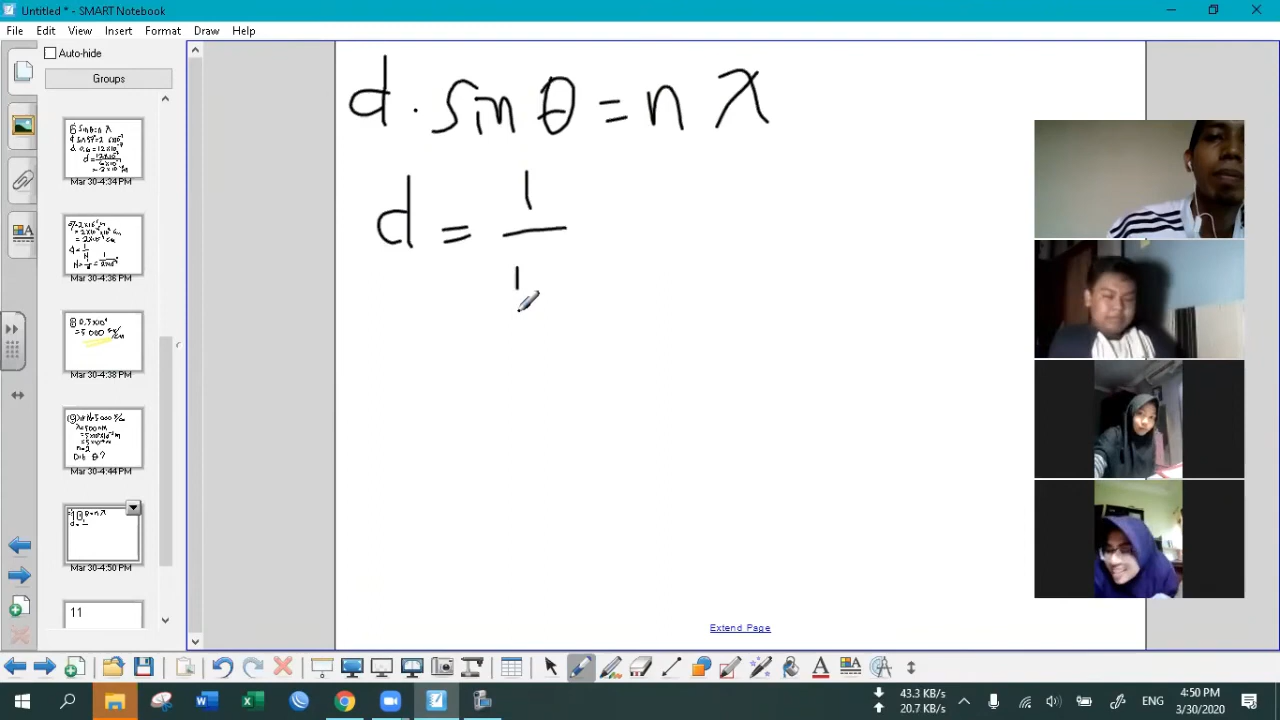 Untitled * - SMART Notebook
File Edit View Insert Format Tools Draw Help
Auto-hide
Groups
Mar 30-4:34 PM
Mar 30-4:36 PM
Mar 30-4:38 PM
Mar 30-4:44 PM
Mar 30-4:50 PM
11
d . sin θ = n λ
d = 1
Extend Page
43.3 KB/s
20.7 KB/s
ENG
4:50 PM
3/30/2020